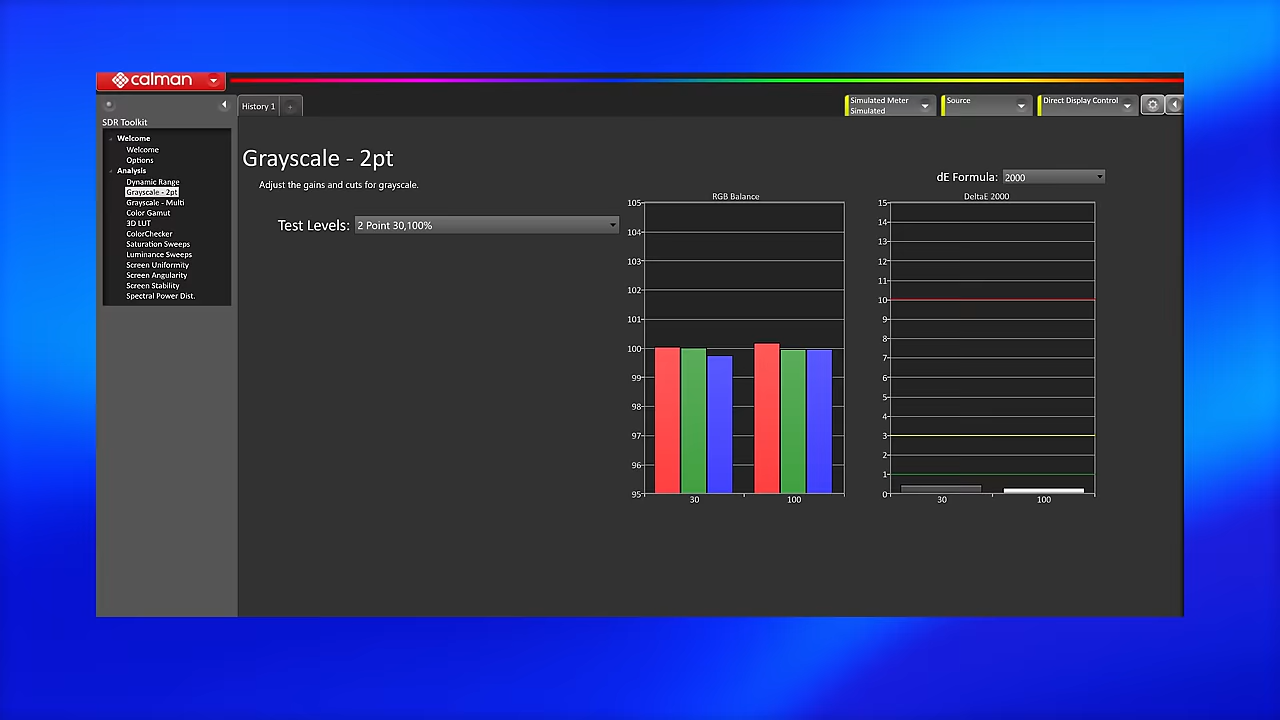 calman
SDR Toolkit
Welcome
Welcome
Options
Analysis
Dynamic Range
Grayscale - 2pt
Grayscale - Multi
Color Gamut
3D LUT
ColorChecker
Saturation Sweeps
Luminance Sweeps
Screen Uniformity
Screen Angularity
Screen Stability
Spectral Power Dist.
History 1
+
Simulated Meter
Simulated
Source
Direct Display Control
Grayscale - 2pt
Adjust the gains and cuts for grayscale.
Test Levels: 2 Point 30,100%
dE Formula: 2000
RGB Balance
105
104
103
102
101
100
99
98
97
96
95
30 100
DeltaE 2000
15
14
13
12
11
10
9
8
7
6
5
4
3
2
1
0
30 100